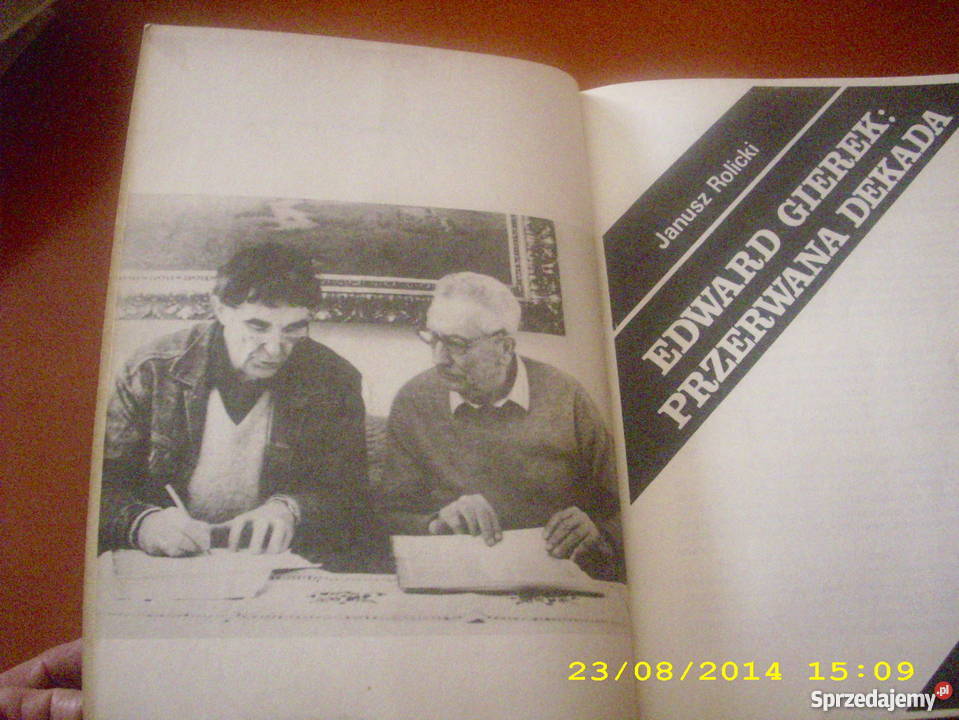 Janusz Rolicki
EDWARD GIEREK:
PRZERWANA DEKADA
23/08/2014 15:09
Sprzedajemy.pl